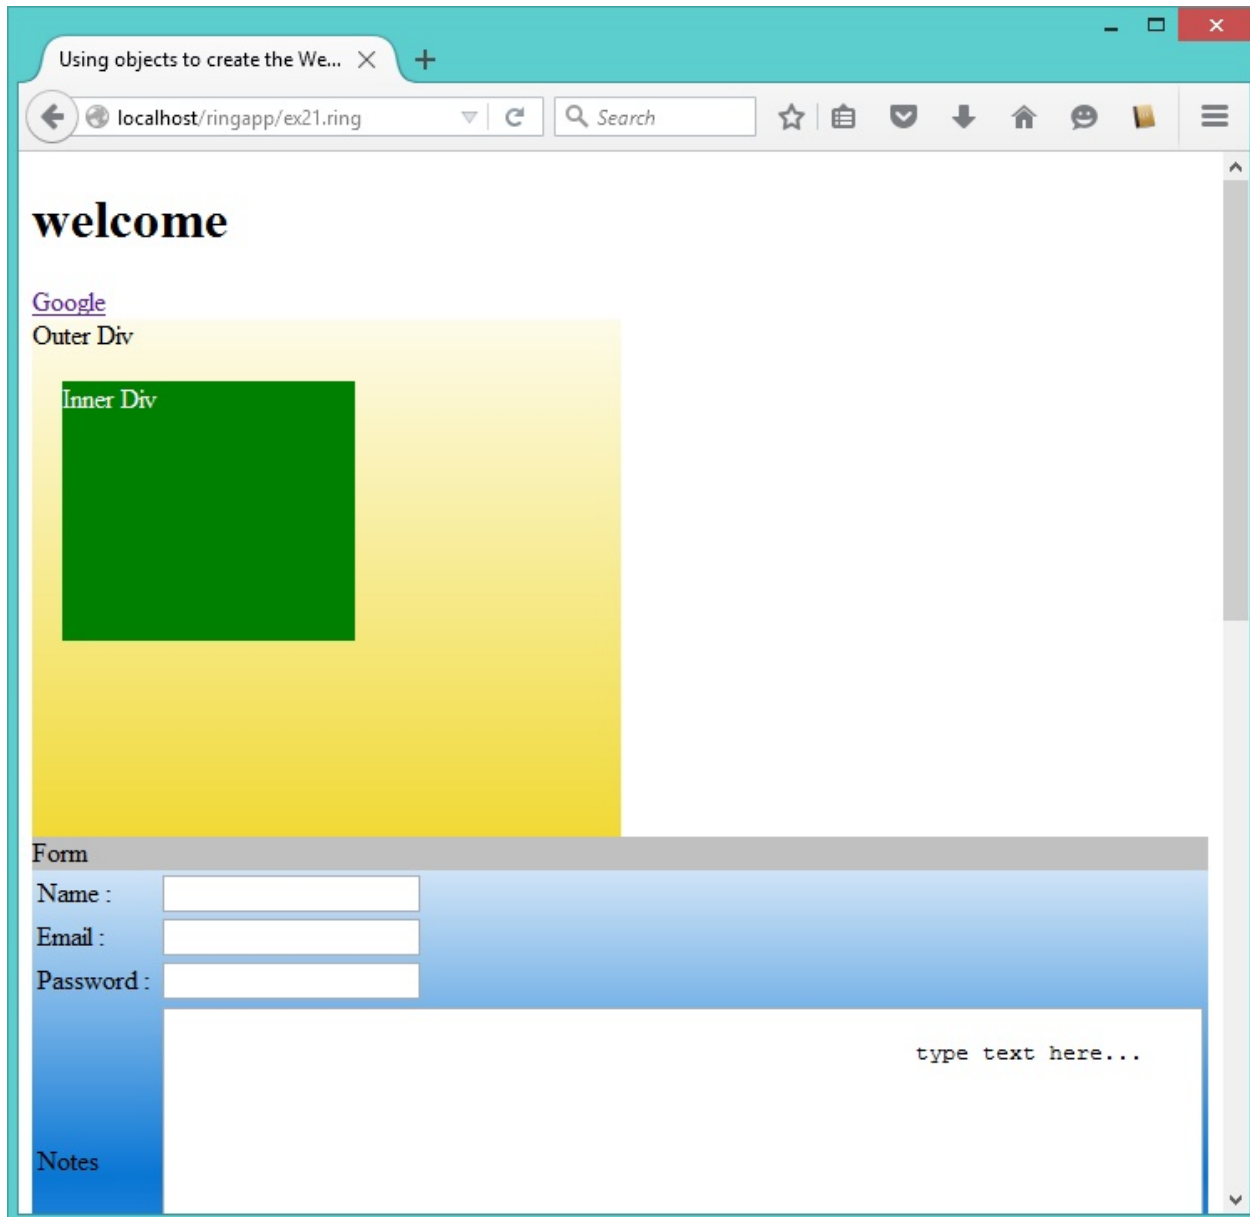 Using objects to create the We...
localhost/ringapp/ex21.ring
Search
welcome
Google
Outer Div
Inner Div
Form
Name :
Email :
Password :
type text here...
Notes